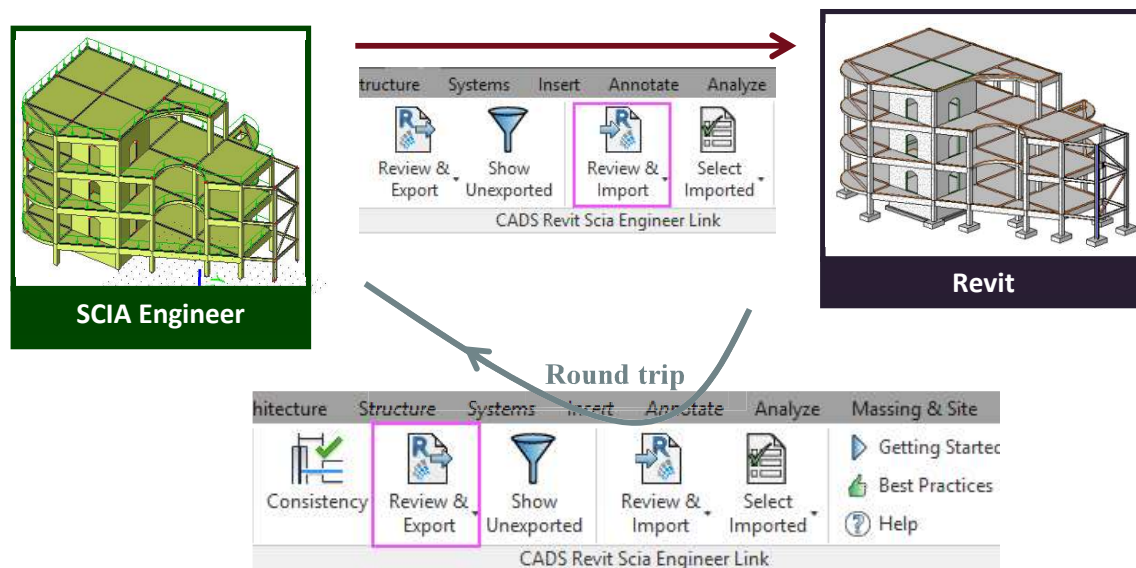 tructure Systems Insert Annotate Analyze
Review & Export
Show Unexported
Review & Import
Select Imported
CADS Revit Scia Engineer Link
SCIA Engineer
Revit
Round trip
hitecture Structure Systems Insert Annotate Analyze Massing & Site
Consistency
Review & Export
Show Unexported
Review & Import
Select Imported
Getting Started
Best Practices
Help
CADS Revit Scia Engineer Link